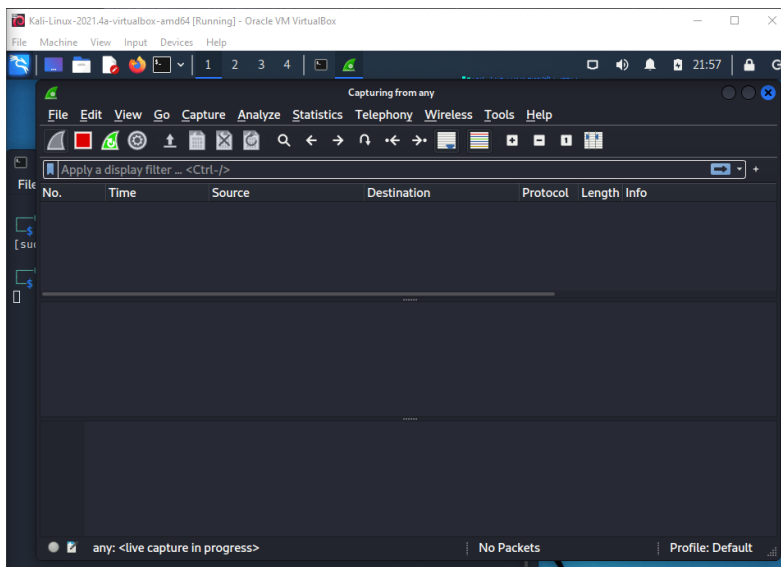 Kali-Linux-2021.4a-virtualbox-amd64 [Running] - Oracle VM VirtualBox
File Machine View Input Devices Help
1 2 3 4 21:57
Capturing from any
File Edit View Go Capture Analyze Statistics Telephony Wireless Tools Help
Apply a display filter ... <Ctrl-/>
File
No. Time Source Destination Protocol Length Info
$
[su
$
any: <live capture in progress> No Packets Profile: Default